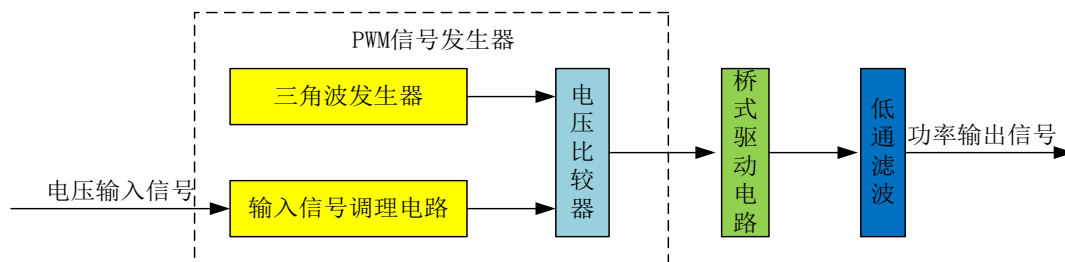 PWM信号发生器
三角波发生器
电压比较器
桥式驱动电路
低通滤波
功率输出信号
电压输入信号
输入信号调理电路